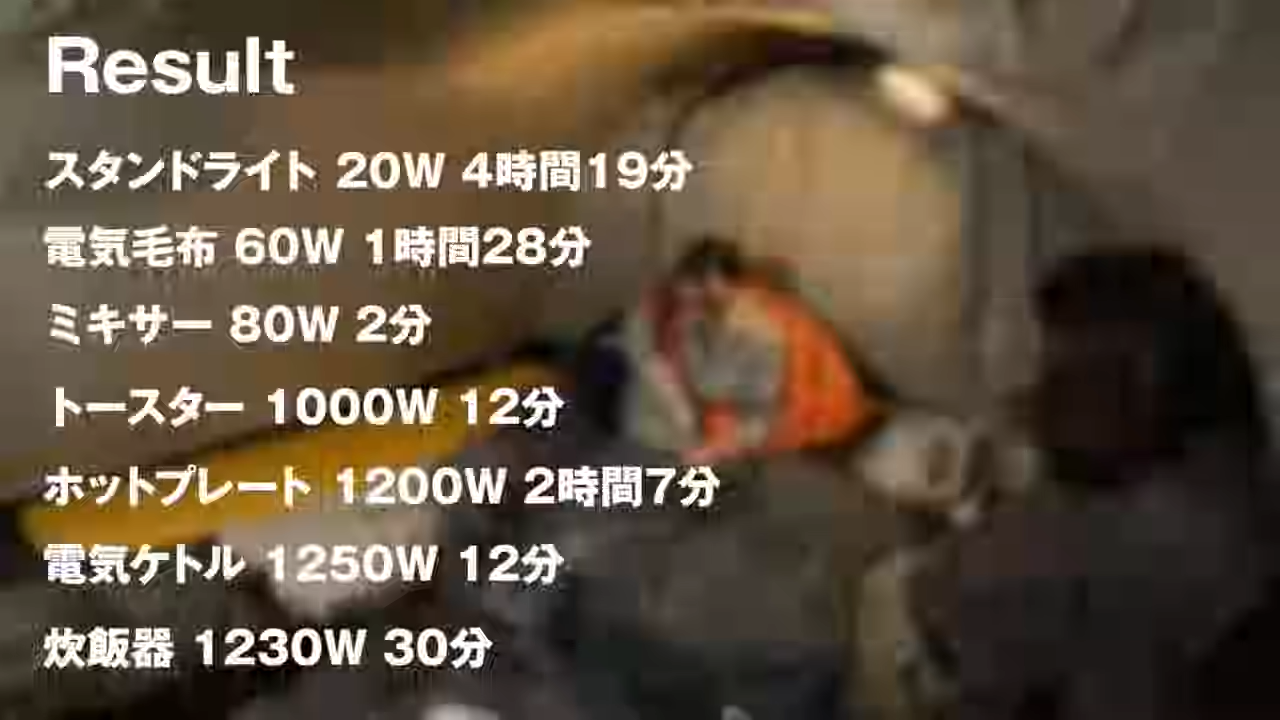 Result
スタンドライト 20W 4時間19分
電気毛布 60W 1時間28分
ミキサー 80W 2分
トースター 1000W 12分
ホットプレート 1200W 2時間7分
電気ケトル 1250W 12分
炊飯器 1230W 30分